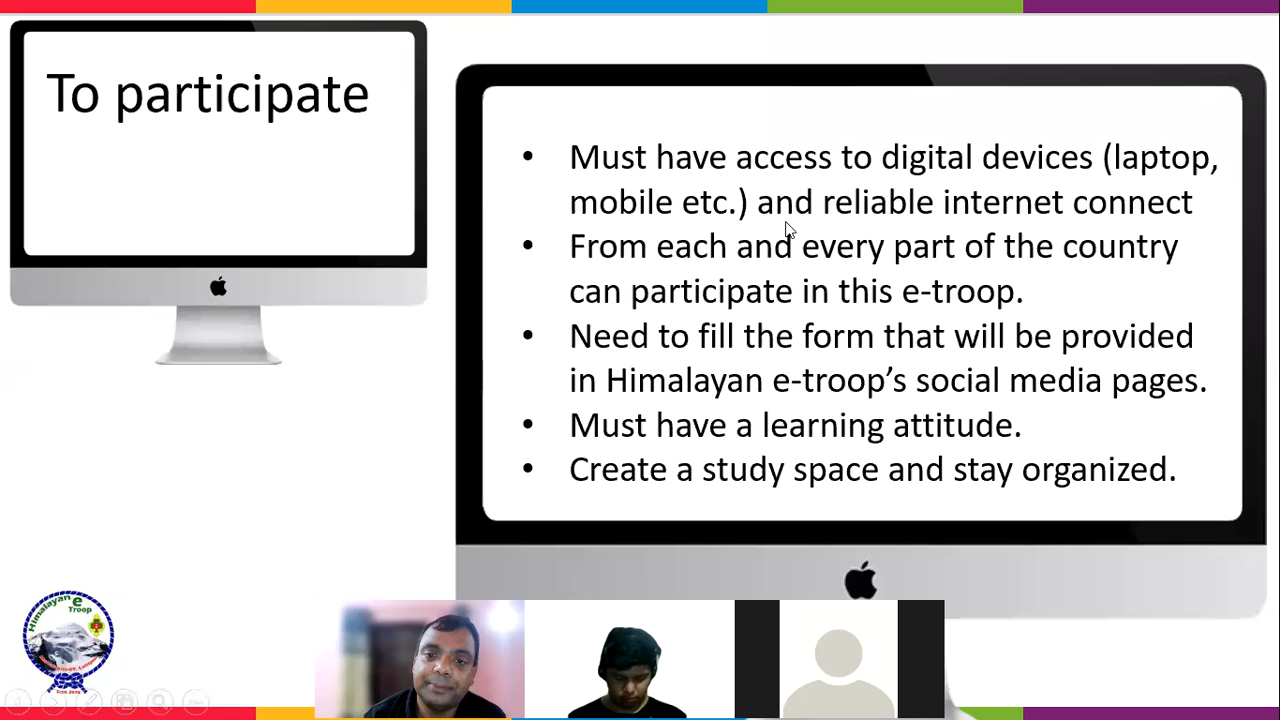 To participate
• Must have access to digital devices (laptop,
mobile etc.) and reliable internet connect
• From each and every part of the country
can participate in this e-troop.
• Need to fill the form that will be provided
in Himalayan e-troop’s social media pages.
• Must have a learning attitude.
• Create a study space and stay organized.
Himalayan e
Troop